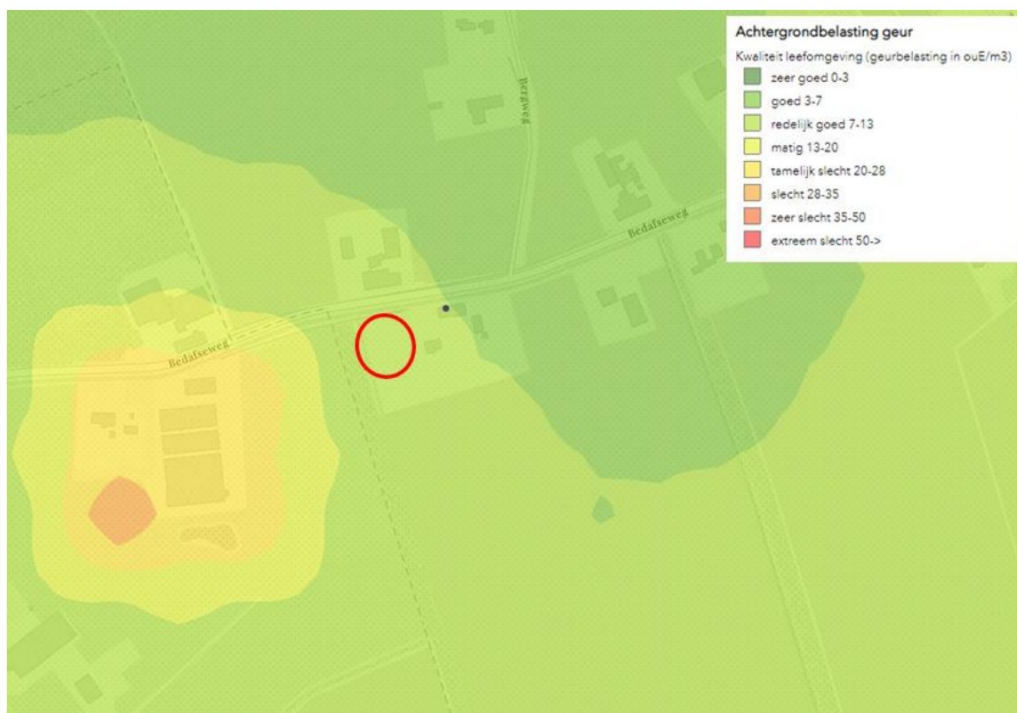 Achtergrondbelasting geur
Kwaliteit leefomgeving (geurbelasting in ouE/m3)
zeer goed 0-3
goed 3-7
redelijk goed 7-13
matig 13-20
tamelijk slecht 20-28
slecht 28-35
zeer slecht 35-50
extreem slecht 50->
Bedafseweg
Bedafseweg